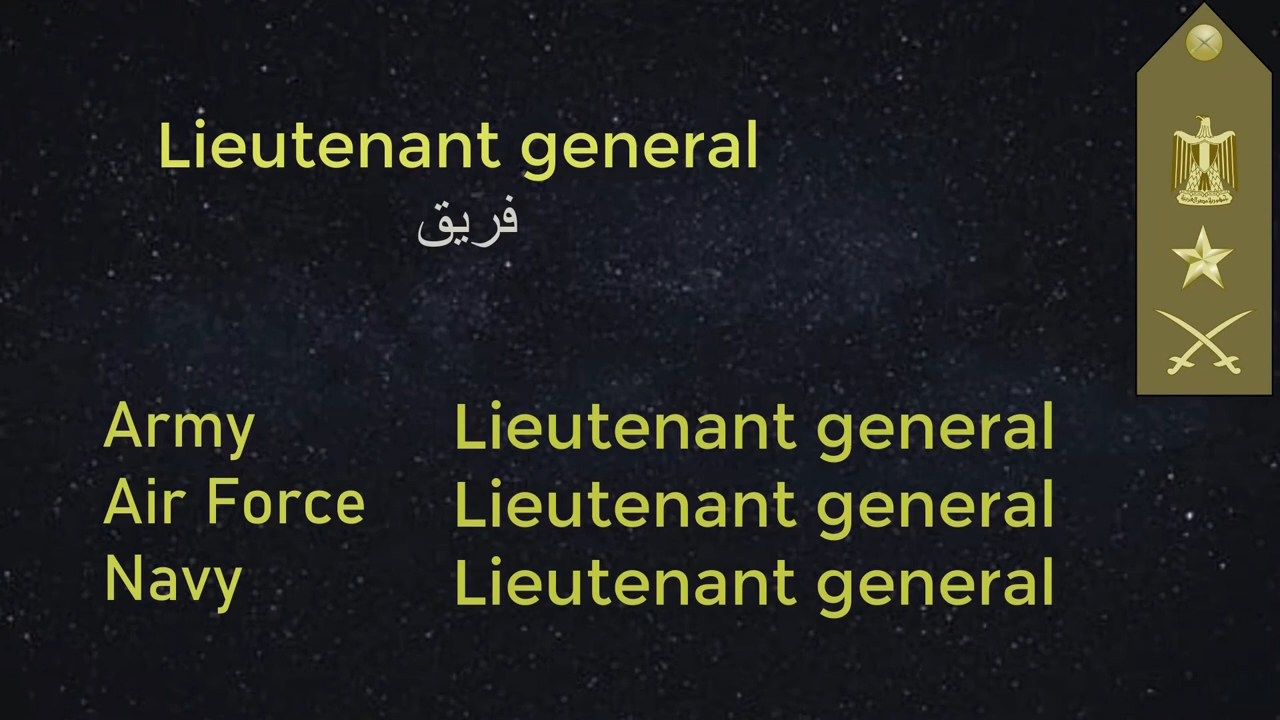 Lieutenant general
فريق
Army Lieutenant general
Air Force Lieutenant general
Navy Lieutenant general